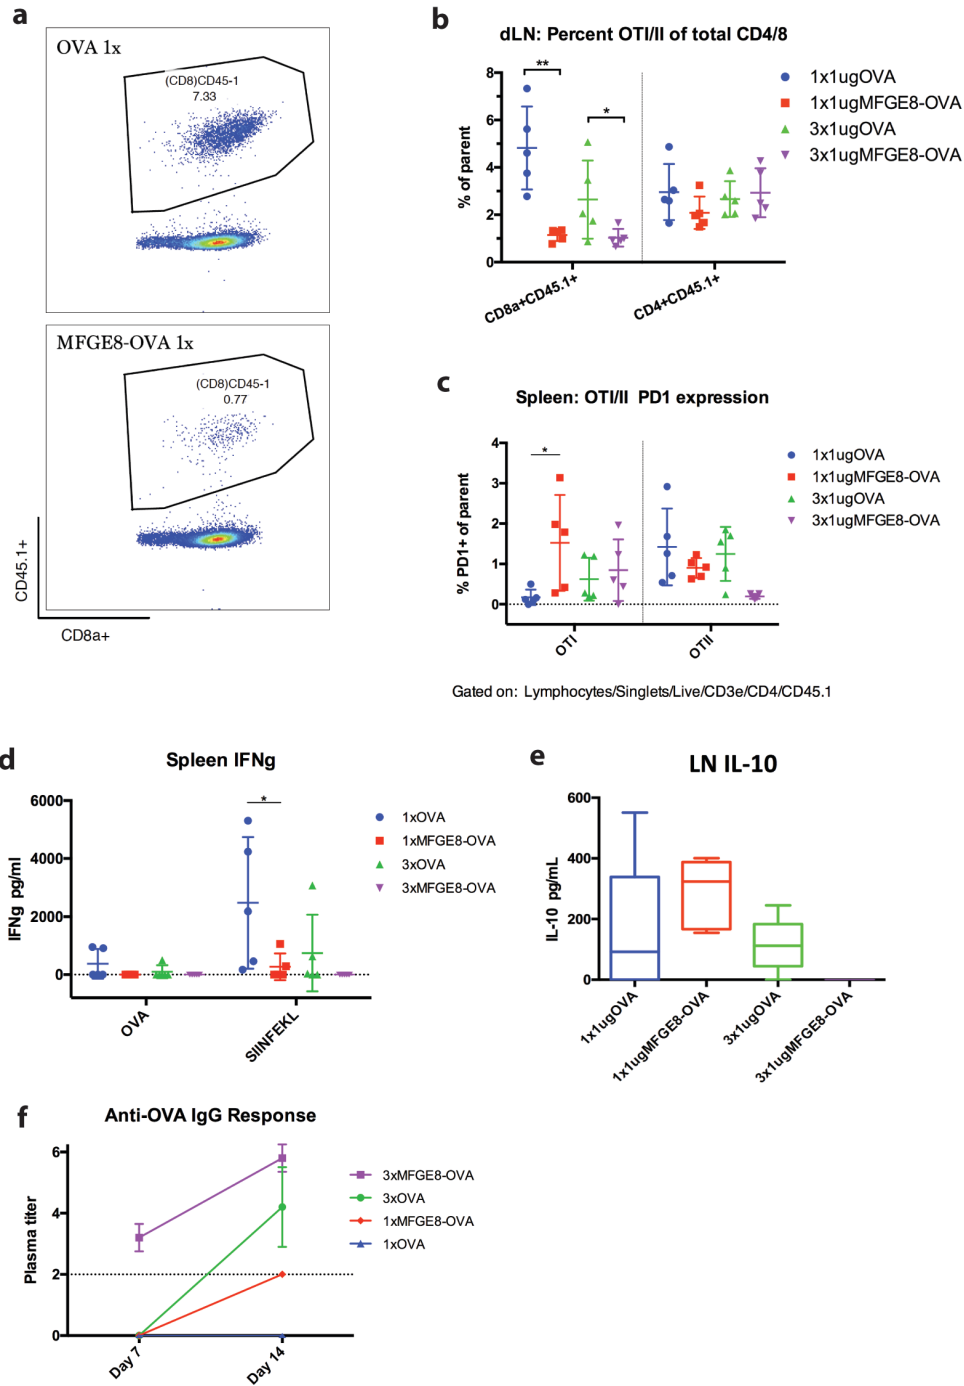 a
OVA 1x
(CD8)CD45-1
7.33
MFGE8-OVA 1x
(CD8)CD45-1
0.77
CD45.1+
CD8a+
b
dLN: Percent OTI/II of total CD4/8
% of parent
8
6
4
2
0
**
*
CD8a+CD45.1+
CD4+CD45.1+
1x1ugOVA
1x1ugMFGE8-OVA
3x1ugOVA
3x1ugMFGE8-OVA
c
Spleen: OTI/II PD1 expression
% PD1+ of parent
4
3
2
1
0
*
OTI
OTII
1x1ugOVA
1x1ugMFGE8-OVA
3x1ugOVA
3x1ugMFGE8-OVA
Gated on: Lymphocytes/Singlets/Live/CD3e/CD4/CD45.1
d
Spleen IFNg
IFNg pg/ml
6000
4000
2000
0
*
OVA
SIINFEKL
1xOVA
1xMFGE8-OVA
3xOVA
3xMFGE8-OVA
e
LN IL-10
IL-10 pg/mL
600
400
200
0
1x1ugOVA
1x1ugMFGE8-OVA
3x1ugOVA
3x1ugMFGE8-OVA
f
Anti-OVA IgG Response
Plasma titer
6
4
2
0
Day 7
Day 14
3xMFGE8-OVA
3xOVA
1xMFGE8-OVA
1xOVA